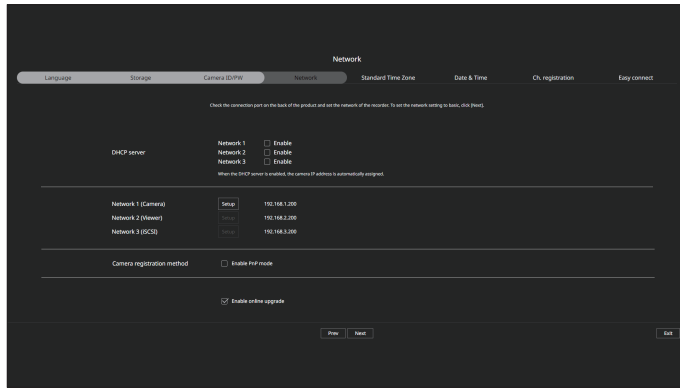 Network
Language Storage Camera ID/PW Network Standard Time Zone Date & Time Ch. registration Easy connect
Check the connection port on the back of the product and set the network of the recorder. To set the network setting to basic, click [Next].
DHCP server
Network 1 Enable
Network 2 Enable
Network 3 Enable
When the DHCP server is enabled, the camera IP address is automatically assigned.
Network 1 (Camera) Setup 192.168.1.200
Network 2 (Viewer) Setup 192.168.2.200
Network 3 (iSCSI) Setup 192.168.3.200
Camera registration method Enable PnP mode
Enable online upgrade
Prev Next Exit